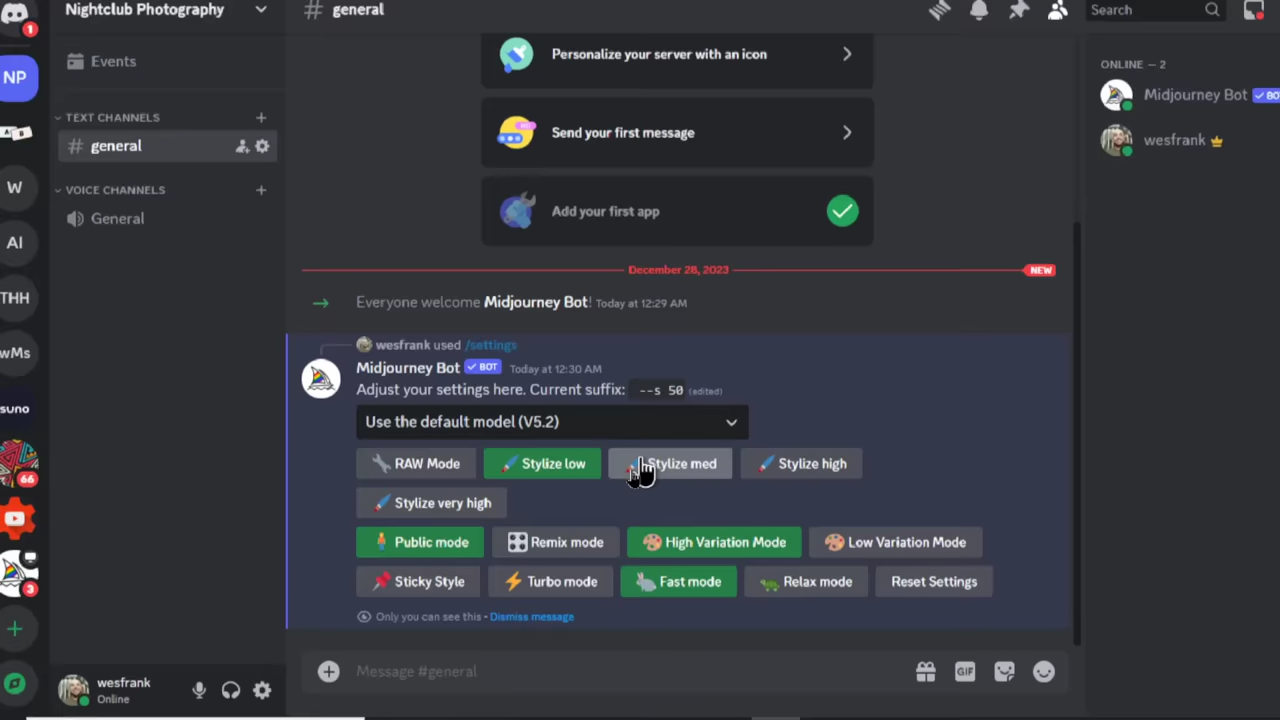 Nightclub Photography
general
Search
1
NP
Events
TEXT CHANNELS
general
VOICE CHANNELS
General
W
AI
THH
wMs
suno
66
3
Personalize your server with an icon
Send your first message
Add your first app
December 28, 2023
NEW
Everyone welcome Midjourney Bot! Today at 12:29 AM
wesfrank used /settings
Midjourney Bot ✓ BOT Today at 12:30 AM
Adjust your settings here. Current suffix: --s 50 (edited)
Use the default model (V5.2)
RAW Mode Stylize low Stylize med Stylize high
Stylize very high
Public mode Remix mode High Variation Mode Low Variation Mode
Sticky Style Turbo mode Fast mode Relax mode Reset Settings
Only you can see this - Dismiss message
Message #general
GIF
wesfrank
Online
ONLINE — 2
Midjourney Bot ✓ BO
wesfrank